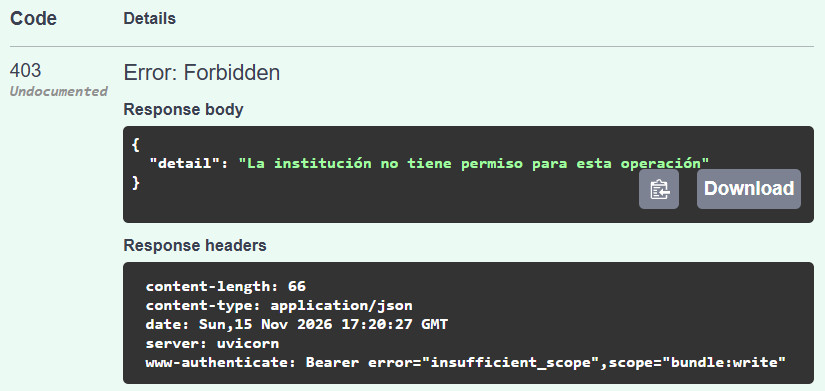 Code Details
403 Error: Forbidden
Undocumented
Response body
{
"detail": "La institución no tiene permiso para esta operación"
}
Download
Response headers
content-length: 66
content-type: application/json
date: Sun,15 Nov 2026 17:20:27 GMT
server: uvicorn
www-authenticate: Bearer error="insufficient_scope",scope="bundle:write"